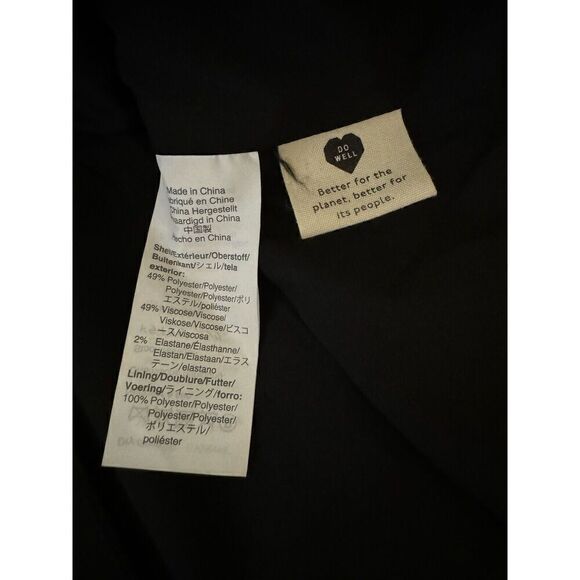 Made in China
abriqué en Chine
China Hergestellt
aardigd in China
中国製
Hecho en China
Shell/Extérieur/Oberstoff/
Buitenkant/シェル/tela
exterior:
49% Polyester/Polyester/
Polyester/Polyester/ポリ
エステル/poliéster
49% Viscose/Viscose/
Viskose/Viscose/ビスコ
ース/viscosa
2% Elastane/Élasthanne/
Elastan/Elastaan/エラス
テーン/elastano
Lining/Doublure/Futter/
Voering/ライニング/forro:
100% Polyester/Polyester/
Polyester/Polyester/
ポリエステル/
poliéster
DO
WELL
Better for the
planet, better for
its people.